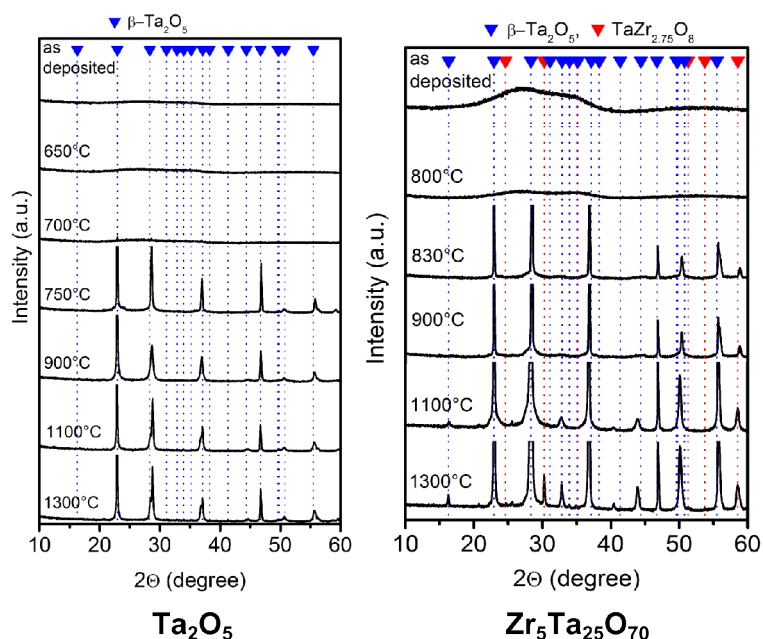 β-Ta₂O₅
as
deposited
650°C
700°C
750°C
900°C
1100°C
1300°C
Intensity (a.u.)
10 20 30 40 50 60
2Θ (degree)
Ta₂O₅
β-Ta₂O₅, TaZr₂.₇₅O₈
as
deposited
800°C
830°C
900°C
1100°C
1300°C
Intensity (a.u.)
10 20 30 40 50 60
2Θ (degree)
Zr₅Ta₂₅O₇₀